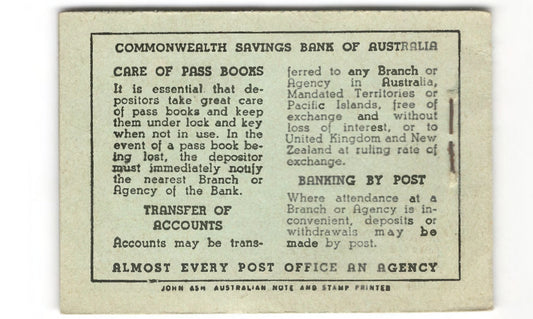 COMMONWEALTH SAVINGS BANK OF AUSTRALIA
CARE OF PASS BOOKS
It is essential that de-
positors take great care
of pass books and keep
them under lock and key
when not in use. In the
event of a pass book be-
ing lost, the depositor
must immediately notify
the nearest Branch or
Agency of the Bank.
TRANSFER OF
ACCOUNTS
Accounts may be trans-
ferred to any Branch or
Agency in Australia,
Mandated Territories or
Pacific Islands, free of
exchange and without
loss of interest, or to
United Kingdom and New
Zealand at ruling rate of
exchange.
BANKING BY POST
Where attendance at a
Branch or Agency is in-
convenient, deposits or
withdrawals may be
made by post.
ALMOST EVERY POST OFFICE AN AGENCY
JOHN ASH AUSTRALIAN NOTE AND STAMP PRINTER